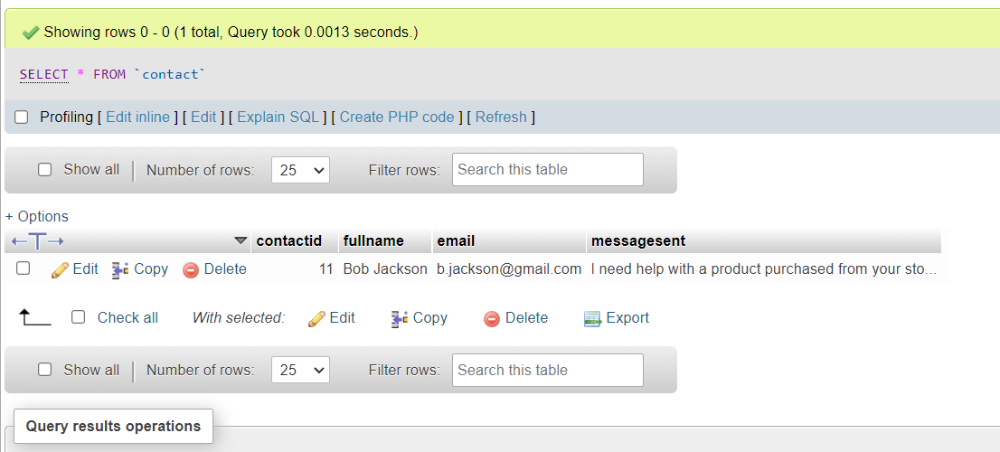 Showing rows 0 - 0 (1 total, Query took 0.0013 seconds.)
SELECT * FROM `contact`
Profiling [ Edit inline ] [ Edit ] [ Explain SQL ] [ Create PHP code ] [ Refresh ]
Show all Number of rows: 25 Filter rows: Search this table
+ Options
contactid fullname email messagesent
Edit Copy Delete 11 Bob Jackson b.jackson@gmail.com I need help with a product purchased from your sto...
Check all With selected: Edit Copy Delete Export
Show all Number of rows: 25 Filter rows: Search this table
Query results operations